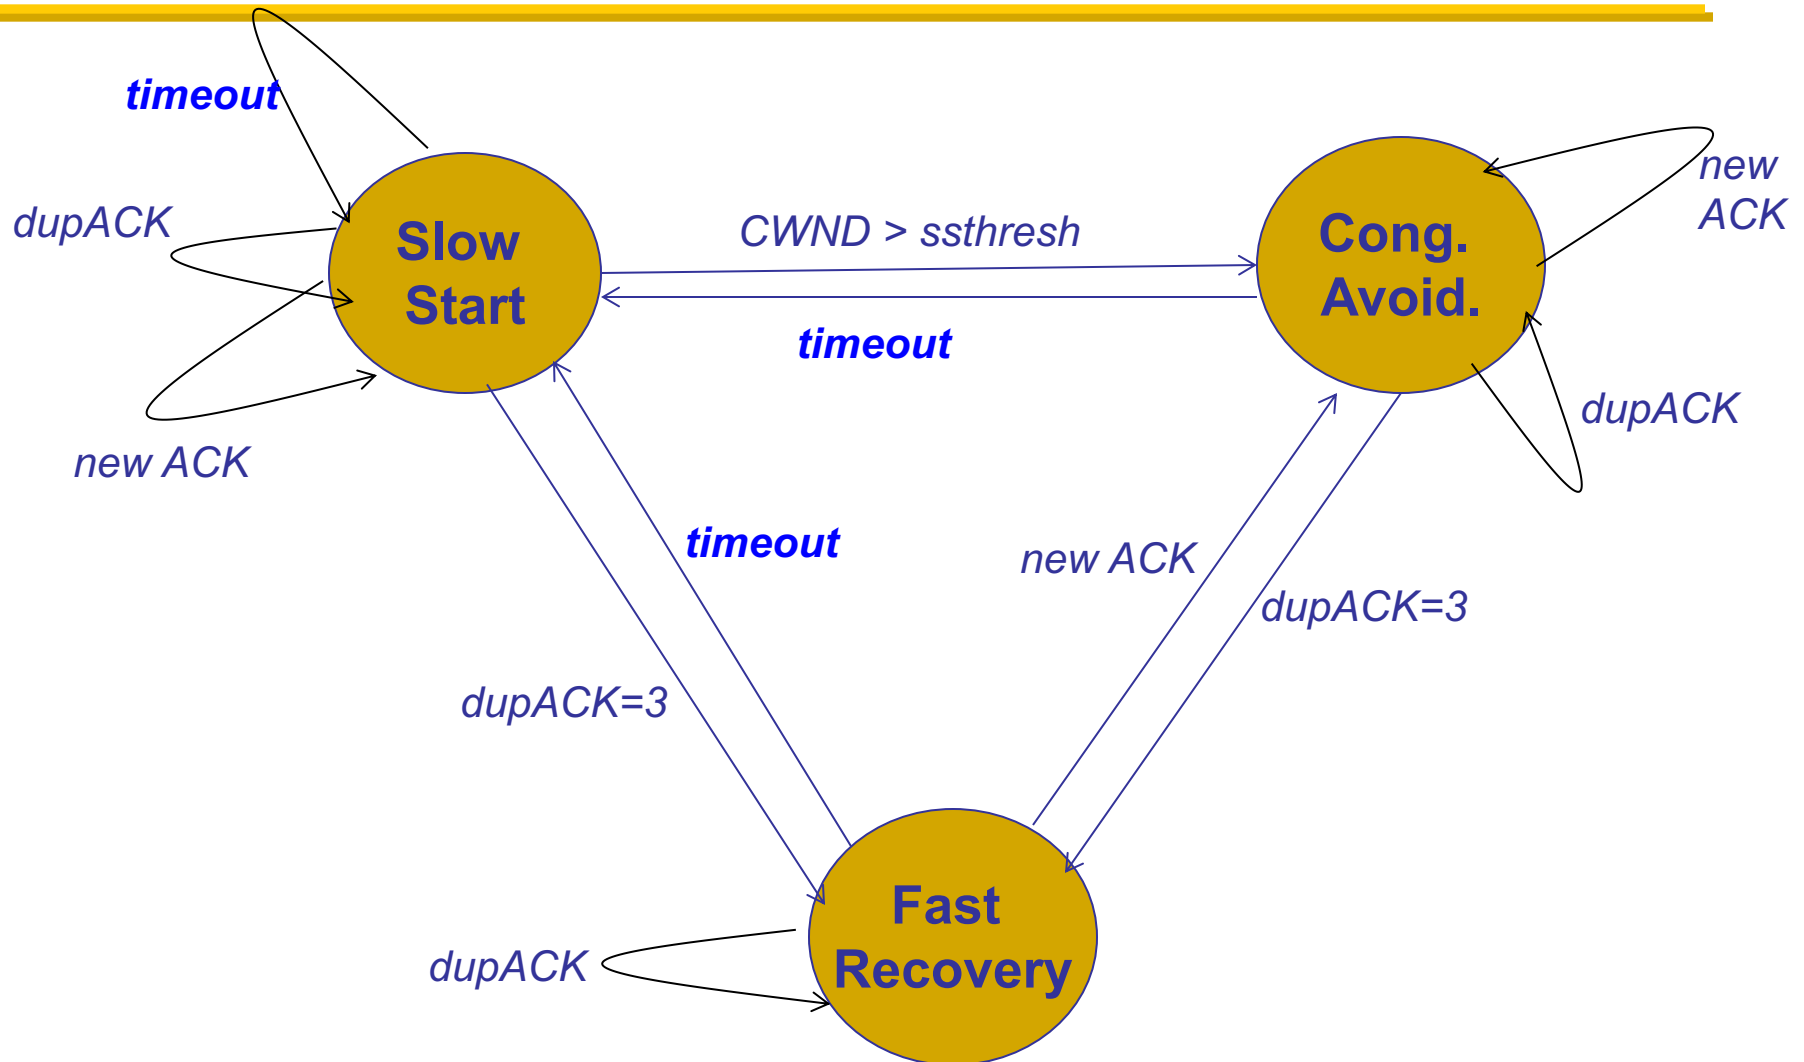 timeout
dupACK
Slow
Start
new ACK
CWND > ssthresh
timeout
Cong.
Avoid.
new
ACK
dupACK
timeout
new ACK
dupACK=3
dupACK=3
Fast
Recovery
dupACK